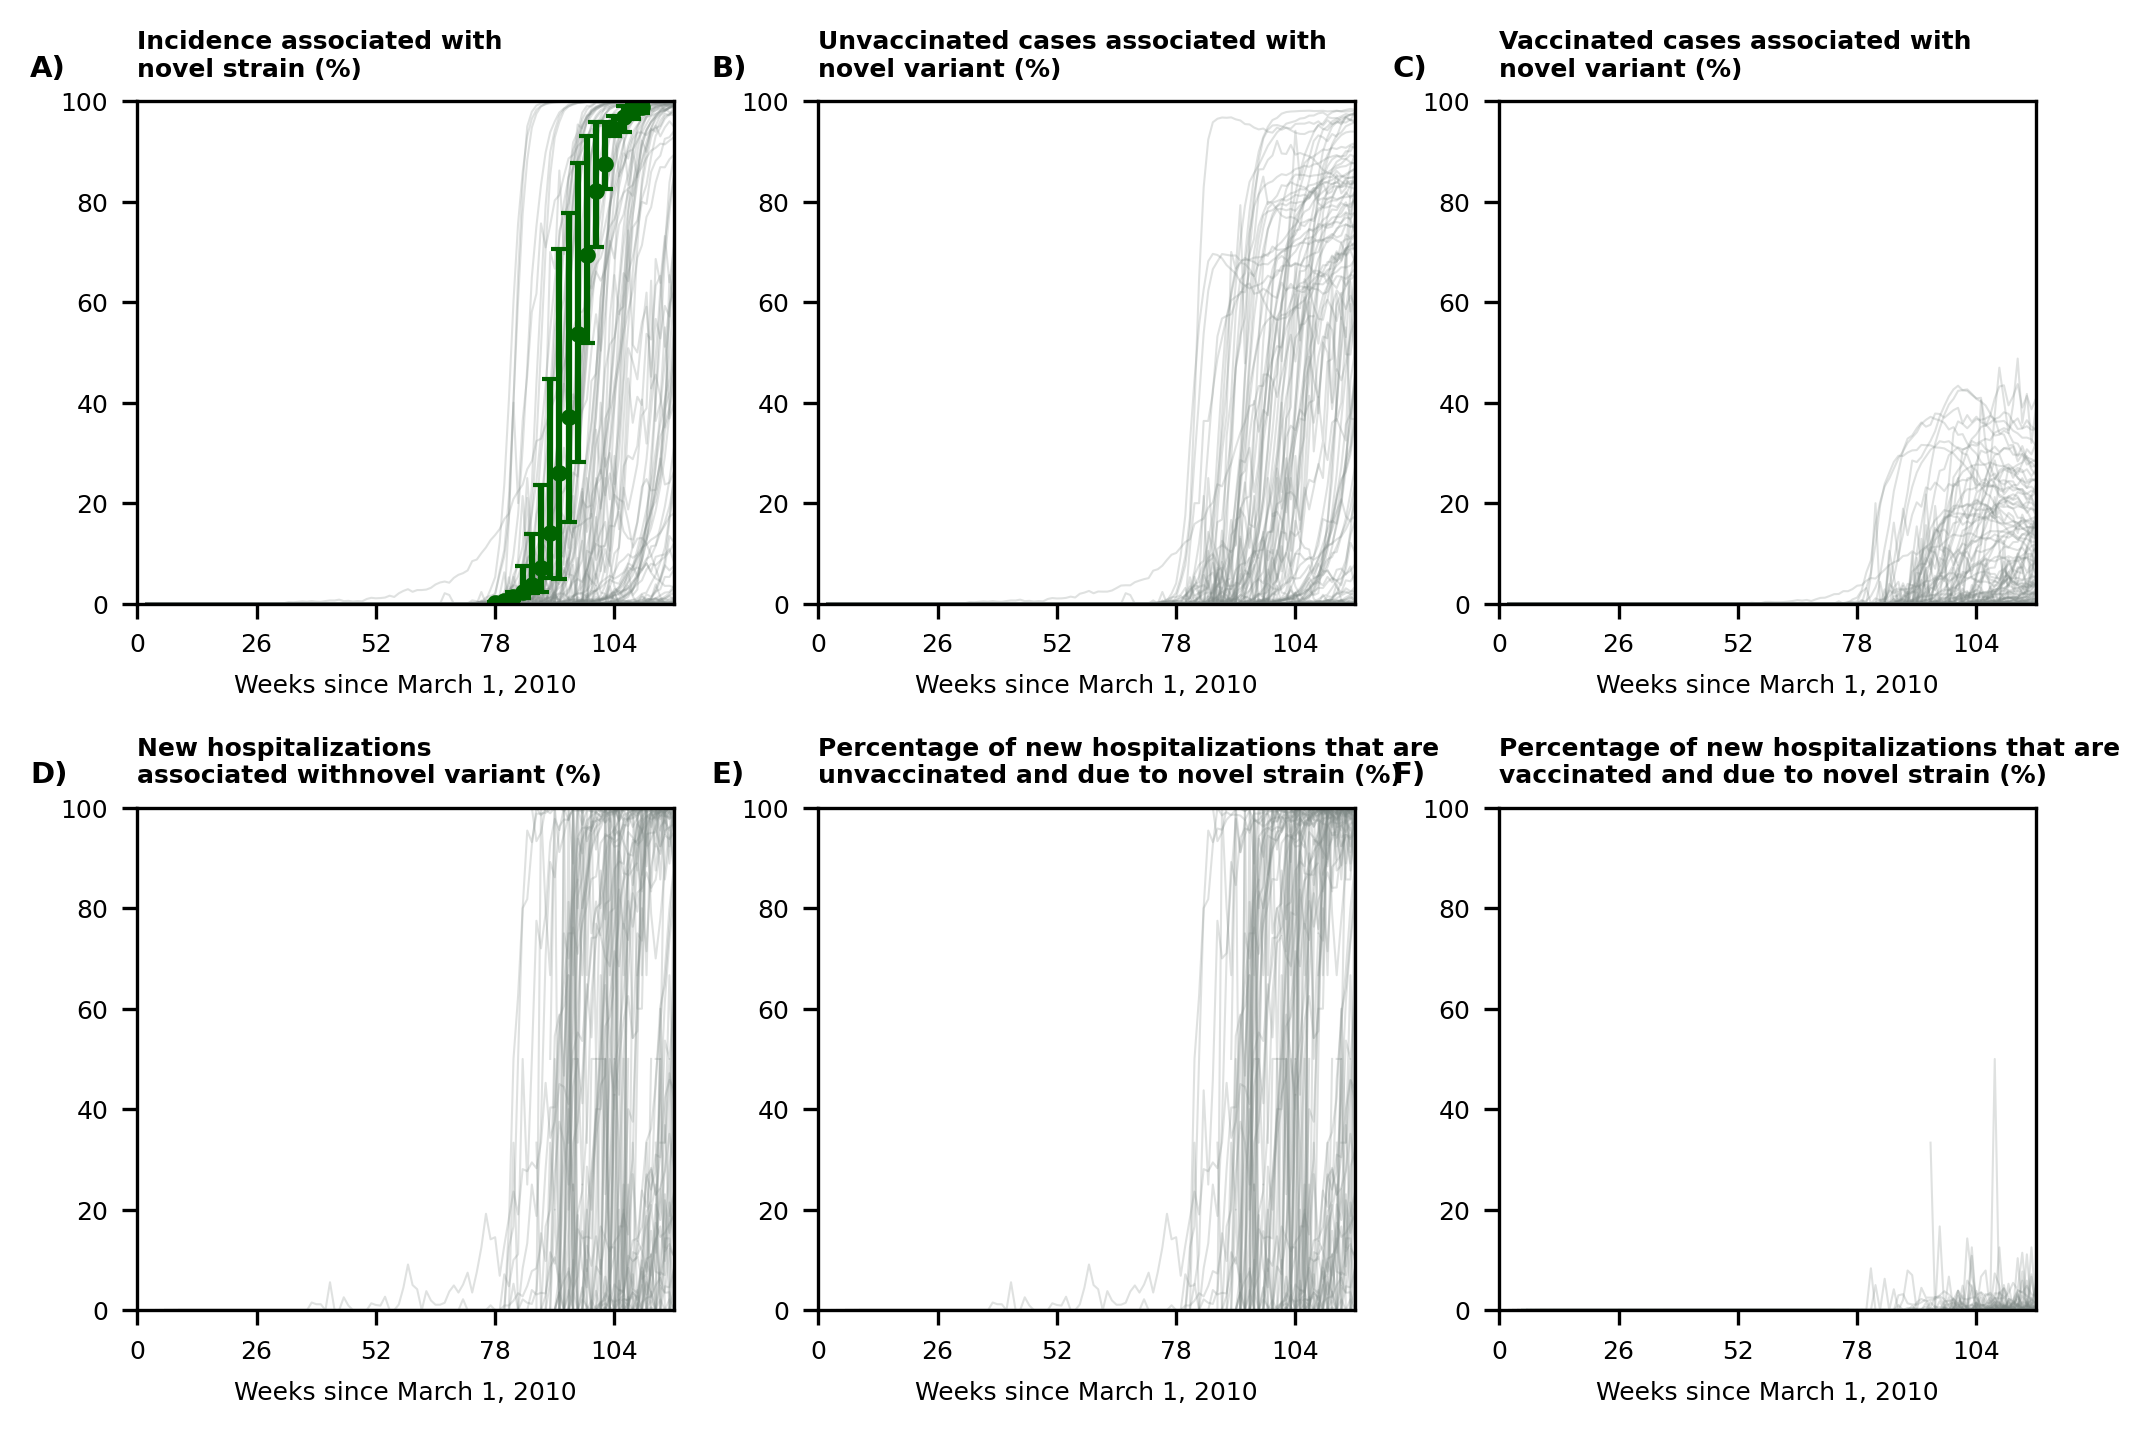 A)
Incidence associated with
novel strain (%)
100
80
60
40
20
0
0 26 52 78 104
Weeks since March 1, 2010
B)
Unvaccinated cases associated with
novel variant (%)
100
80
60
40
20
0
0 26 52 78 104
Weeks since March 1, 2010
C)
Vaccinated cases associated with
novel variant (%)
100
80
60
40
20
0
0 26 52 78 104
Weeks since March 1, 2010
D)
New hospitalizations
associated withnovel variant (%)
100
80
60
40
20
0
0 26 52 78 104
Weeks since March 1, 2010
E)
Percentage of new hospitalizations that are
unvaccinated and due to novel strain (%)
100
80
60
40
20
0
0 26 52 78 104
Weeks since March 1, 2010
F)
Percentage of new hospitalizations that are
vaccinated and due to novel strain (%)
100
80
60
40
20
0
0 26 52 78 104
Weeks since March 1, 2010